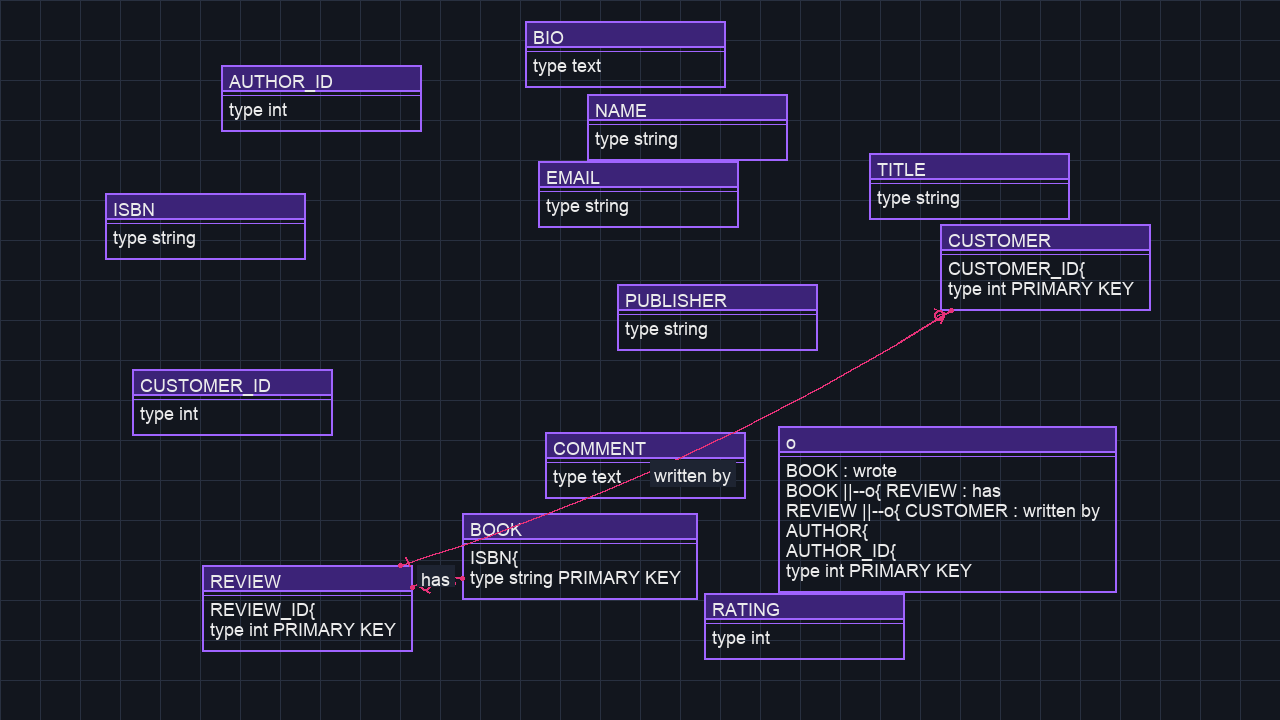 BIO
type text
AUTHOR_ID
type int
NAME
type string
EMAIL
type string
TITLE
type string
ISBN
type string
CUSTOMER
CUSTOMER_ID{
type int PRIMARY KEY
PUBLISHER
type string
CUSTOMER_ID
type int
COMMENT
type text
written by
o
BOOK : wrote
BOOK ||--o{ REVIEW : has
REVIEW ||--o{ CUSTOMER : written by
AUTHOR{
AUTHOR_ID{
type int PRIMARY KEY
BOOK
ISBN{
type string PRIMARY KEY
has
REVIEW
REVIEW_ID{
type int PRIMARY KEY
RATING
type int